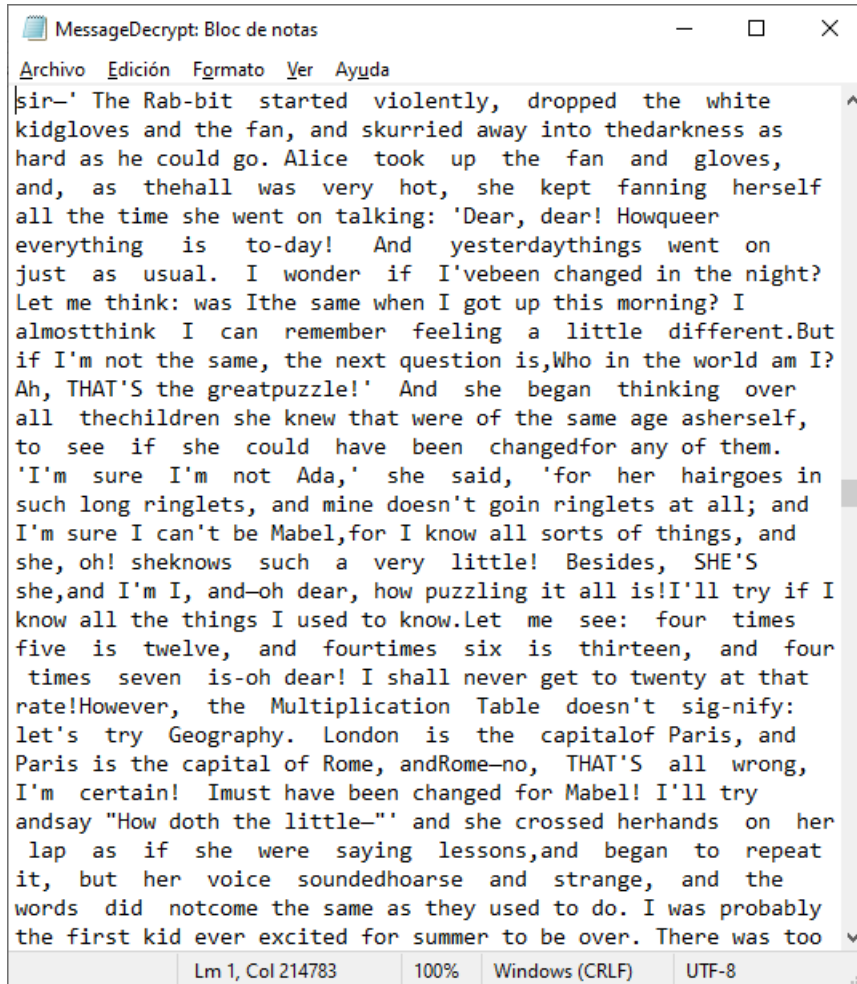 MessageDecrypt: Bloc de notas
Archivo Edición Formato Ver Ayuda
sir—' The Rab-bit started violently, dropped the white
kidgloves and the fan, and skurried away into thedarkness as
hard as he could go. Alice took up the fan and gloves,
and, as thehall was very hot, she kept fanning herself
all the time she went on talking: 'Dear, dear! Howqueer
everything is to-day! And yesterdaythings went on
just as usual. I wonder if I'vebeen changed in the night?
Let me think: was Ithe same when I got up this morning? I
almostthink I can remember feeling a little different.But
if I'm not the same, the next question is,Who in the world am I?
Ah, THAT'S the greatpuzzle!' And she began thinking over
all thechildren she knew that were of the same age asherself,
to see if she could have been changedfor any of them.
'I'm sure I'm not Ada,' she said, 'for her hairgoes in
such long ringlets, and mine doesn't goin ringlets at all; and
I'm sure I can't be Mabel,for I know all sorts of things, and
she, oh! sheknows such a very little! Besides, SHE'S
she,and I'm I, and—oh dear, how puzzling it all is!I'll try if I
know all the things I used to know.Let me see: four times
five is twelve, and fourtimes six is thirteen, and four
times seven is-oh dear! I shall never get to twenty at that
rate!However, the Multiplication Table doesn't sig-nify:
let's try Geography. London is the capitalof Paris, and
Paris is the capital of Rome, andRome—no, THAT'S all wrong,
I'm certain! Imust have been changed for Mabel! I'll try
andsay "How doth the little—"' and she crossed herhands on her
lap as if she were saying lessons,and began to repeat
it, but her voice soundedhoarse and strange, and the
words did notcome the same as they used to do. I was probably
the first kid ever excited for summer to be over. There was too
Lm 1, Col 214783 100% Windows (CRLF) UTF-8